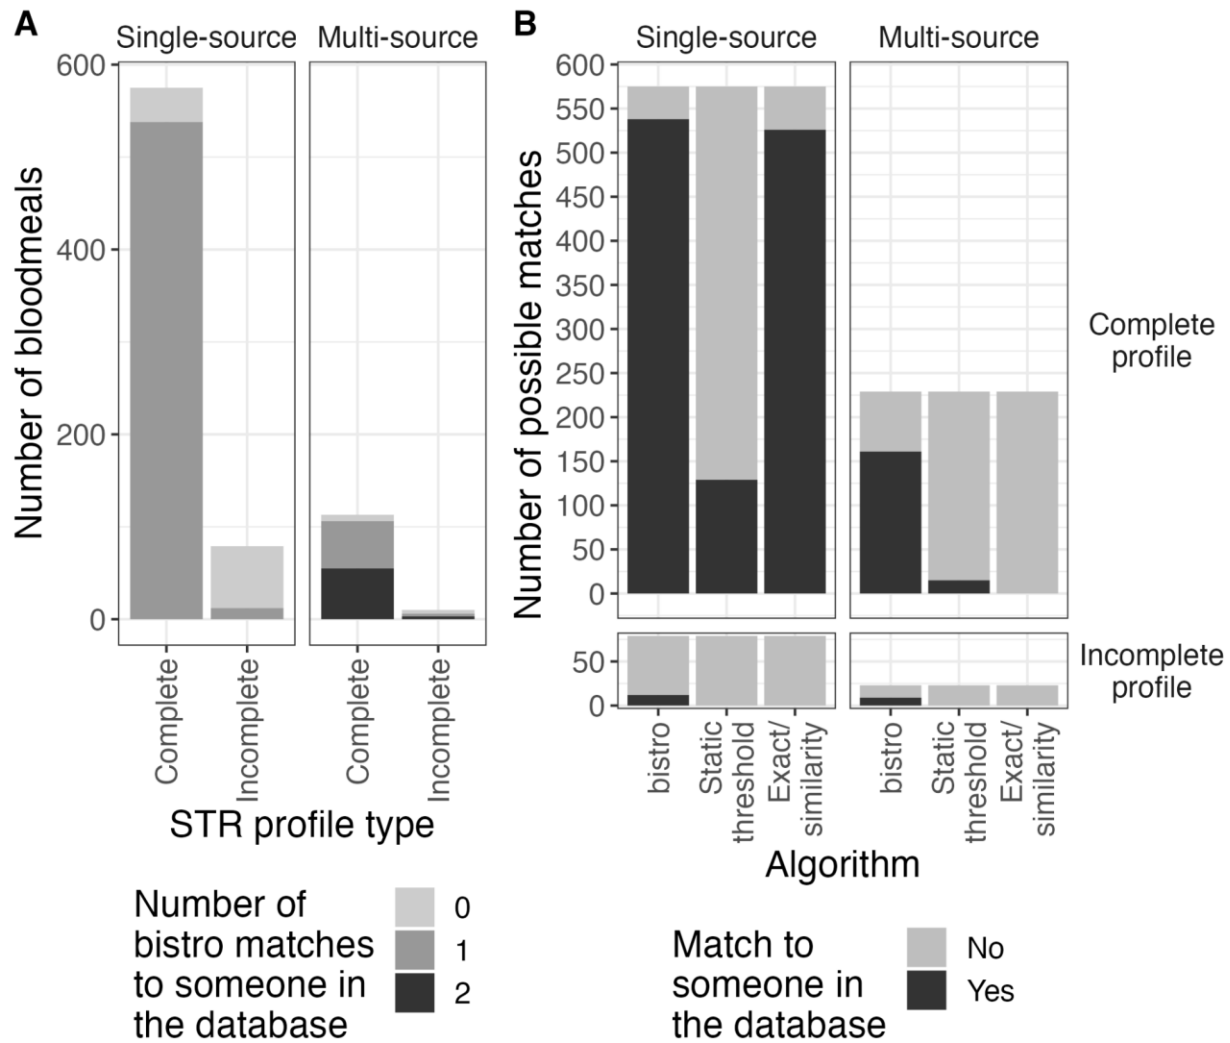 A
Single-source
Multi-source
600
400
200
0
Number of bloodmeals
Complete
Incomplete
Complete
Incomplete
STR profile type
Number of
bistro matches
to someone in
the database
0
1
2
B
Single-source
Multi-source
600
550
500
450
400
350
300
250
200
150
100
50
0
50
0
Number of possible matches
Complete
profile
Incomplete
profile
bistro
Static
threshold
Exact/
similarity
bistro
Static
threshold
Exact/
similarity
Algorithm
Match to
someone in
the database
No
Yes